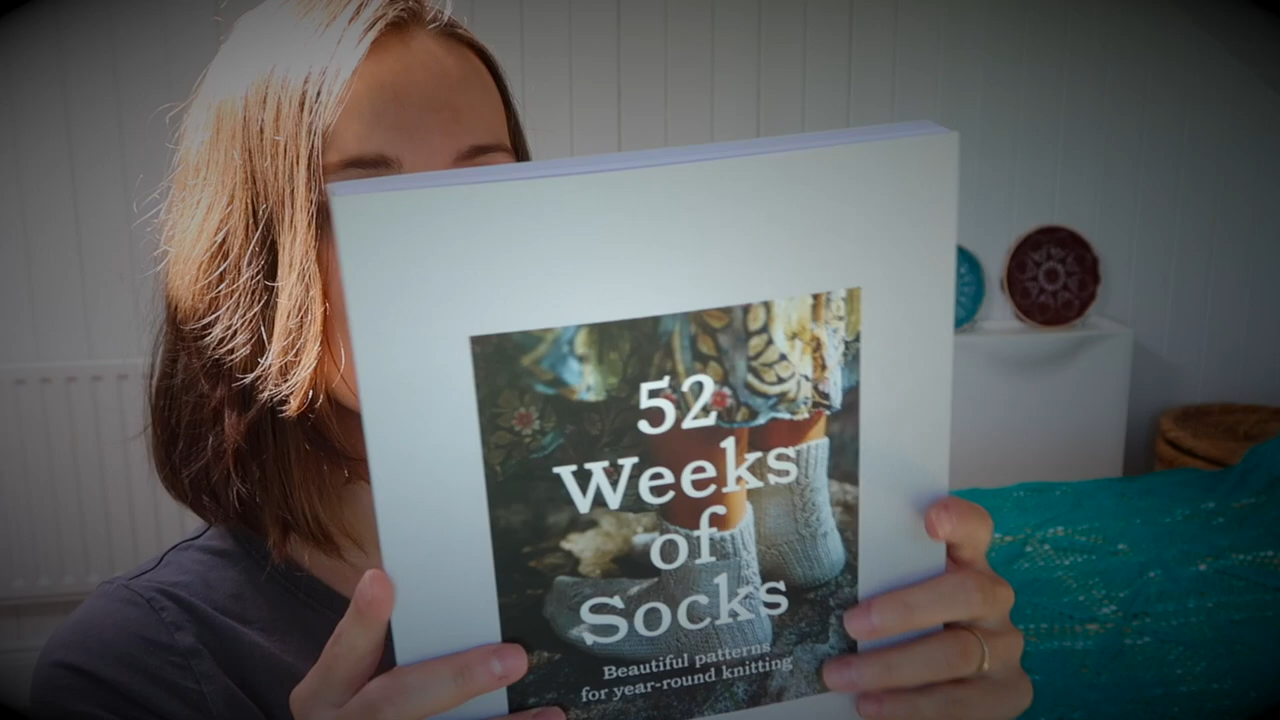 52
Weeks
of
Socks
Beautiful patterns
for year-round knitting